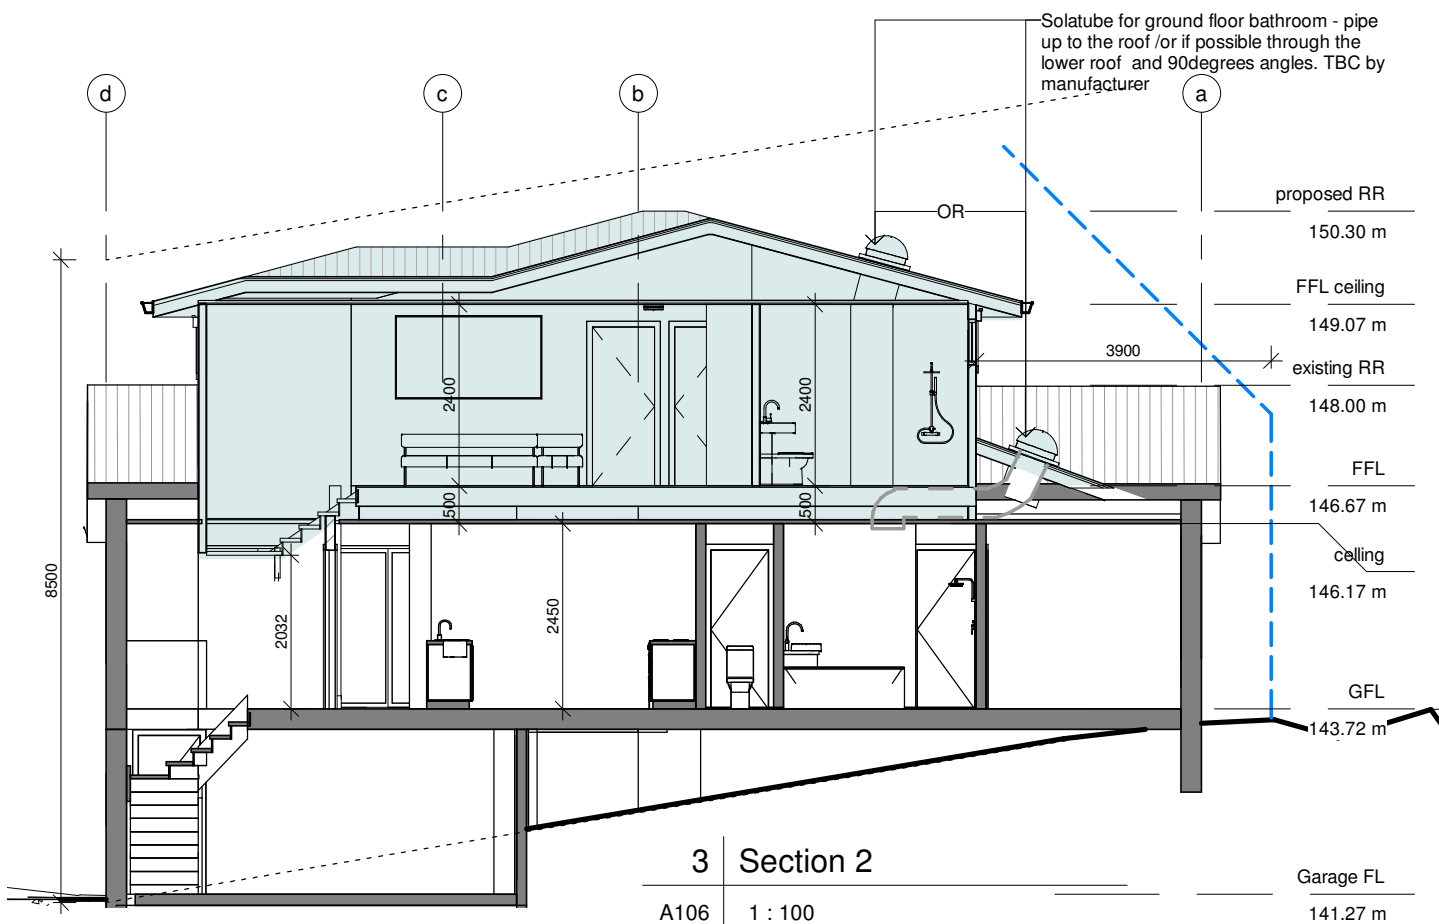 Solatube for ground floor bathroom - pipe
up to the roof /or if possible through the
lower roof and 90degrees angles. TBC by
manufacturer
d
c
b
a
proposed RR
150.30 m
OR
FFL ceiling
149.07 m
3900
existing RR
148.00 m
2400
2400
FFL
146.67 m
500
500
celling
146.17 m
8500
2032
2450
GFL
143.72 m
3 Section 2
A106 1 : 100
Garage FL
141.27 m